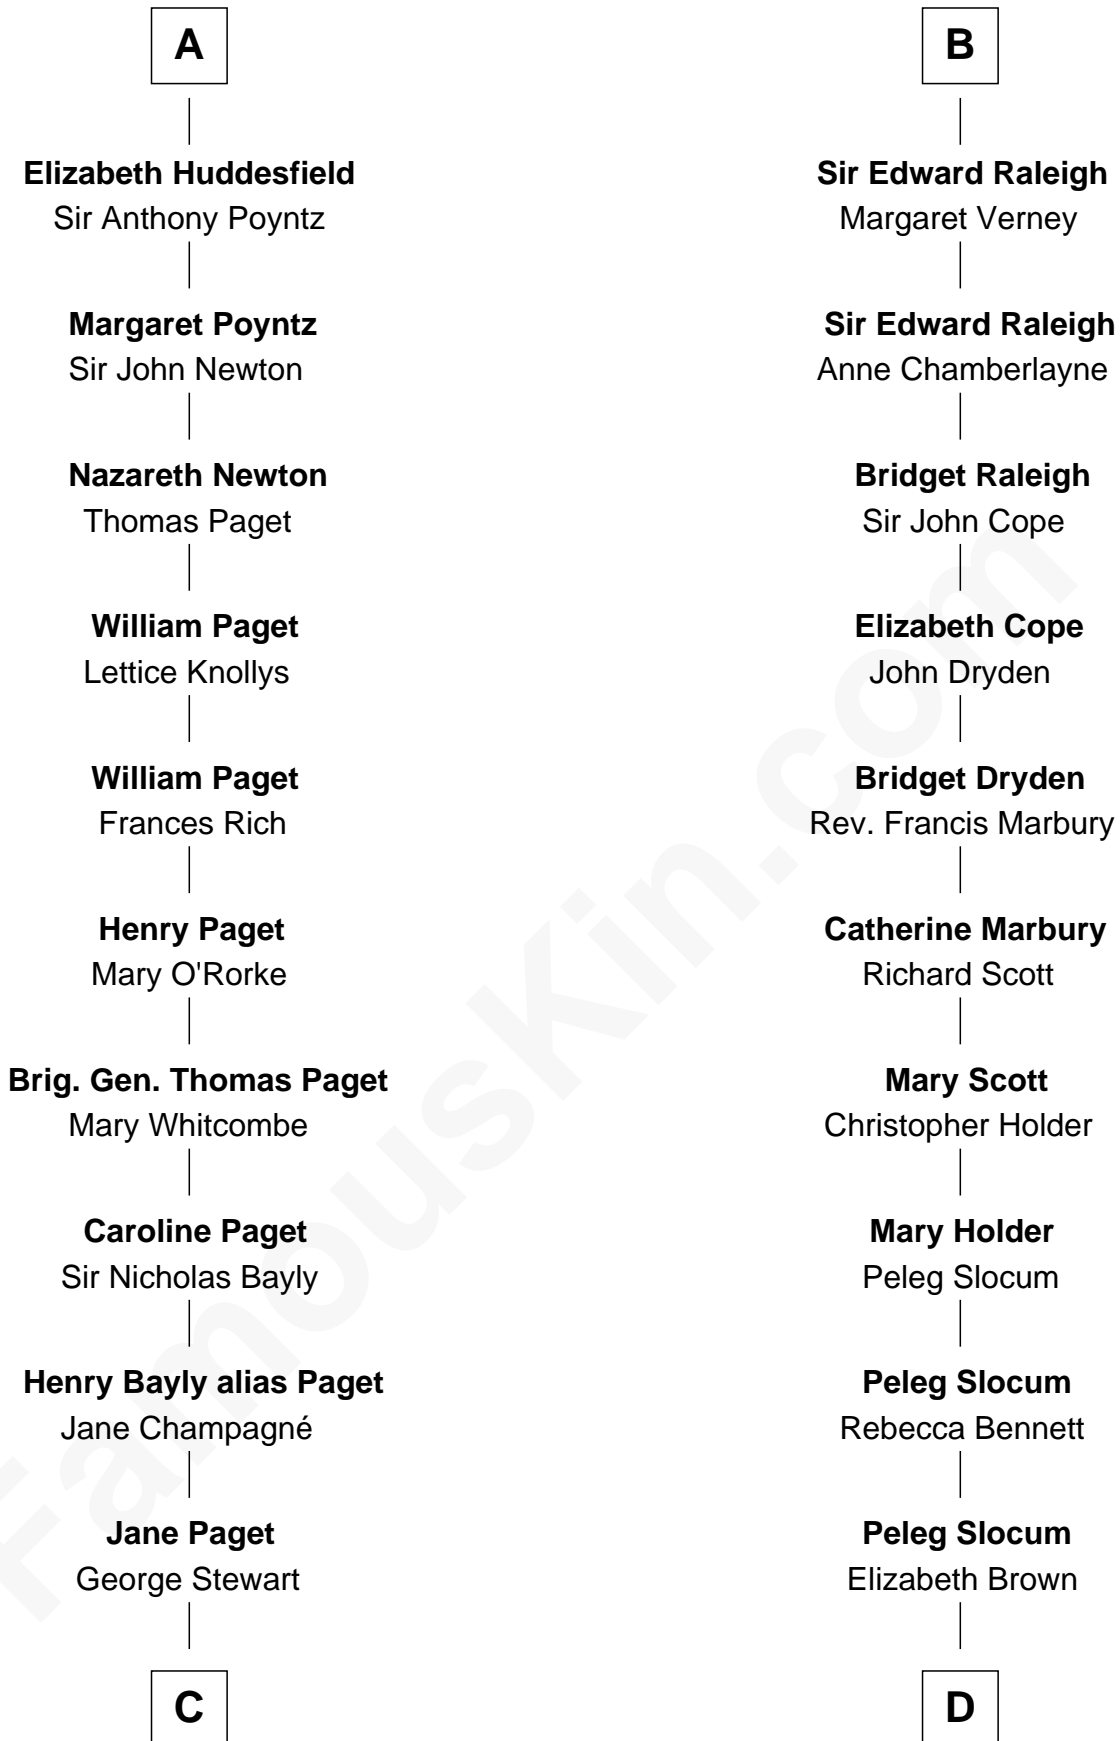 A
Elizabeth Huddesfield
Sir Anthony Poyntz
Margaret Poyntz
Sir John Newton
Nazareth Newton
Thomas Paget
William Paget
Lettice Knollys
William Paget
Frances Rich
Henry Paget
Mary O'Rorke
Brig. Gen. Thomas Paget
Mary Whitcombe
Caroline Paget
Sir Nicholas Bayly
Henry Bayly alias Paget
Jane Champagné
Jane Paget
George Stewart
C
B
Sir Edward Raleigh
Margaret Verney
Sir Edward Raleigh
Anne Chamberlayne
Bridget Raleigh
Sir John Cope
Elizabeth Cope
John Dryden
Bridget Dryden
Rev. Francis Marbury
Catherine Marbury
Richard Scott
Mary Scott
Christopher Holder
Mary Holder
Peleg Slocum
Peleg Slocum
Rebecca Bennett
Peleg Slocum
Elizabeth Brown
D
FamousKin.com